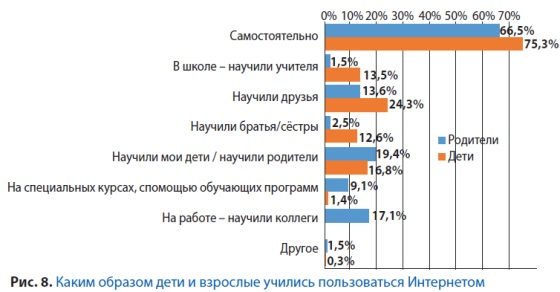 0% 10% 20% 30% 40% 50% 60% 70%
Самостоятельно
66,5%
75,3%
В школе – научили учителя
1,5%
13,5%
Научили друзья
13,6%
24,3%
Научили братья/сёстры
2,5%
12,6%
Научили мои дети / научили родители
19,4%
16,8%
На специальных курсах, спомощью обучающих программ
9,1%
1,4%
На работе – научили коллеги
17,1%
Другое
1,5%
0,3%
Родители
Дети
Рис. 8. Каким образом дети и взрослые учились пользоваться Интернетом